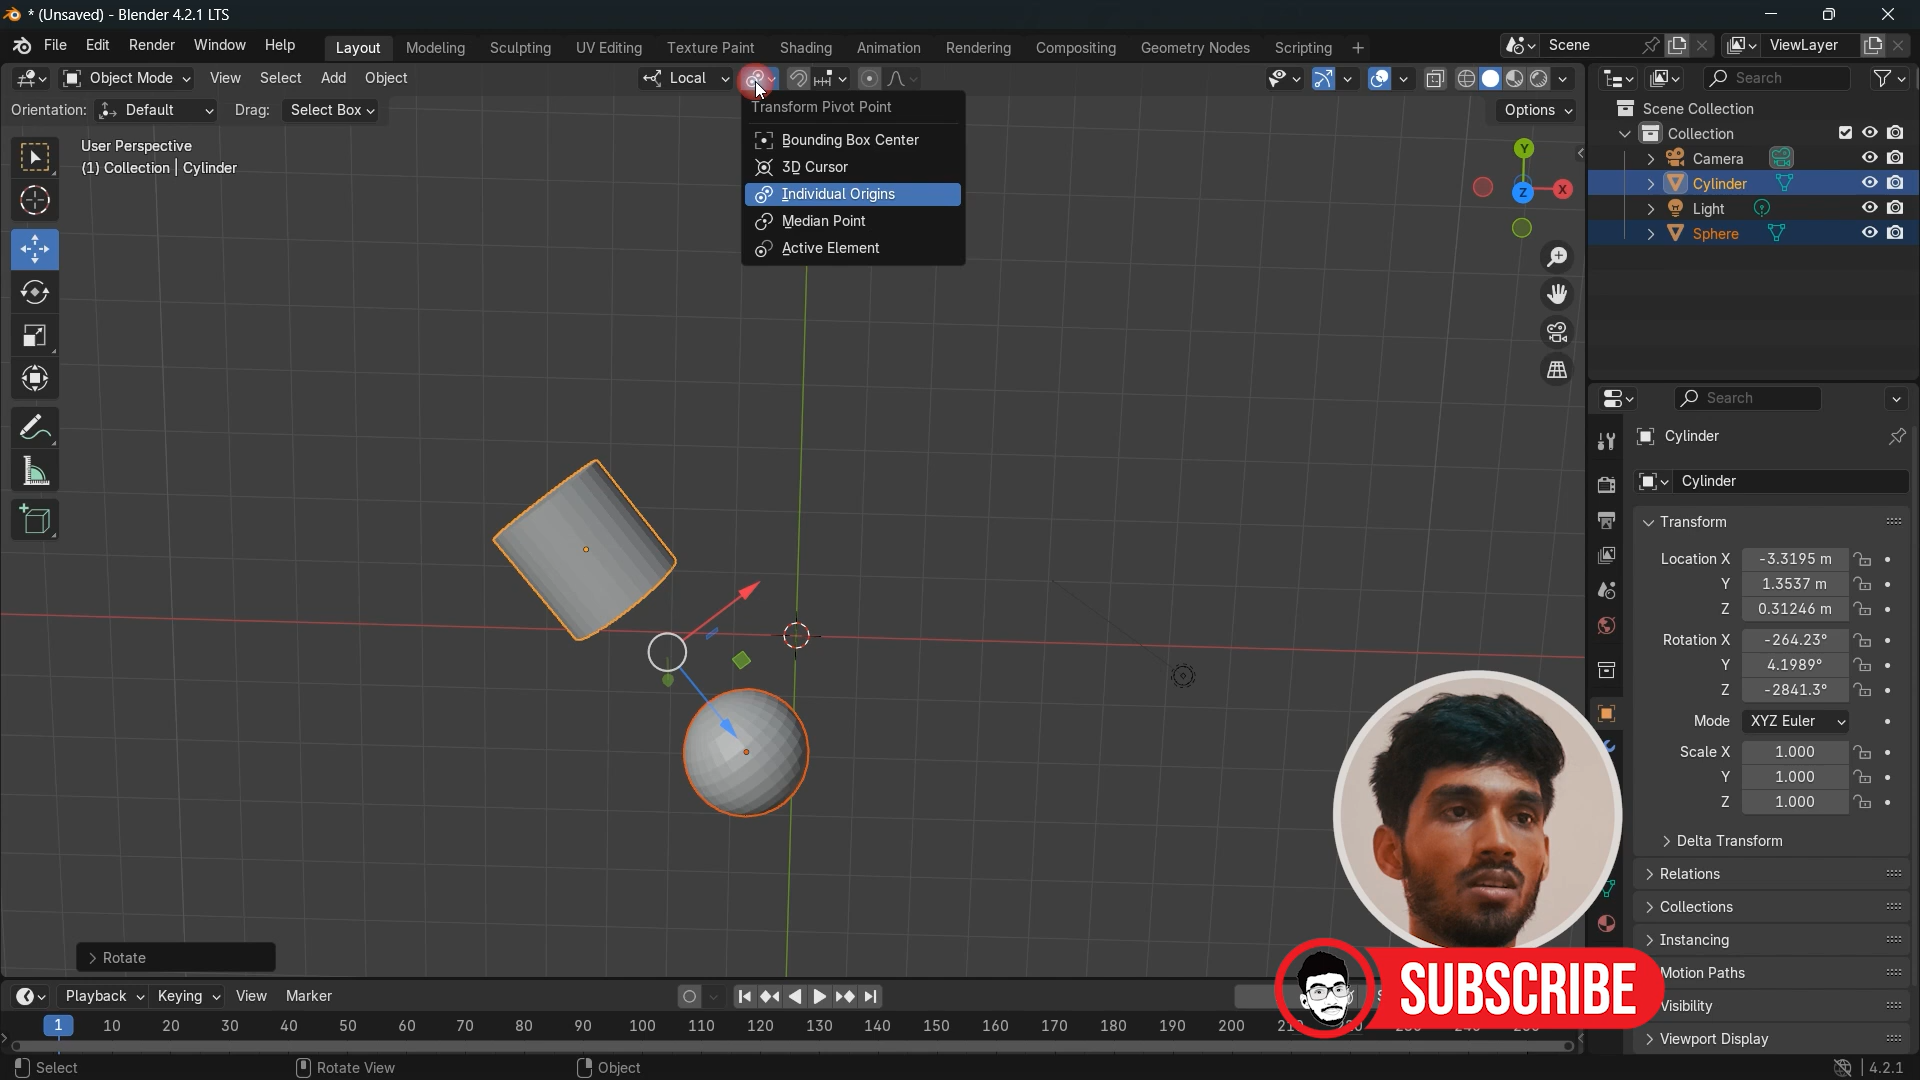 * (Unsaved) - Blender 4.2.1 LTS
File Edit Render Window Help Layout Modeling Sculpting UV Editing Texture Paint Shading Animation Rendering Compositing Geometry Nodes Scripting + Scene ViewLayer
Object Mode View Select Add Object Local Search
Orientation: Default Drag: Select Box Options
User Perspective
(1) Collection | Cylinder
Transform Pivot Point
Bounding Box Center
3D Cursor
Individual Origins
Median Point
Active Element
Y
X
Z
Scene Collection
Collection
Camera
Cylinder
Light
Sphere
Search
Cylinder
Cylinder
Transform
Location X -3.3195 m
Y 1.3537 m
Z 0.31246 m
Rotation X -264.23°
Y 4.1989°
Z -2841.3°
Mode XYZ Euler
Scale X 1.000
Y 1.000
Z 1.000
Delta Transform
Relations
Collections
Instancing
Motion Paths
Visibility
Viewport Display
Rotate
SUBSCRIBE
Playback Keying View Marker
1 10 20 30 40 50 60 70 80 90 100 110 120 130 140 150 160 170 180 190 200
Select Rotate View Object 4.2.1